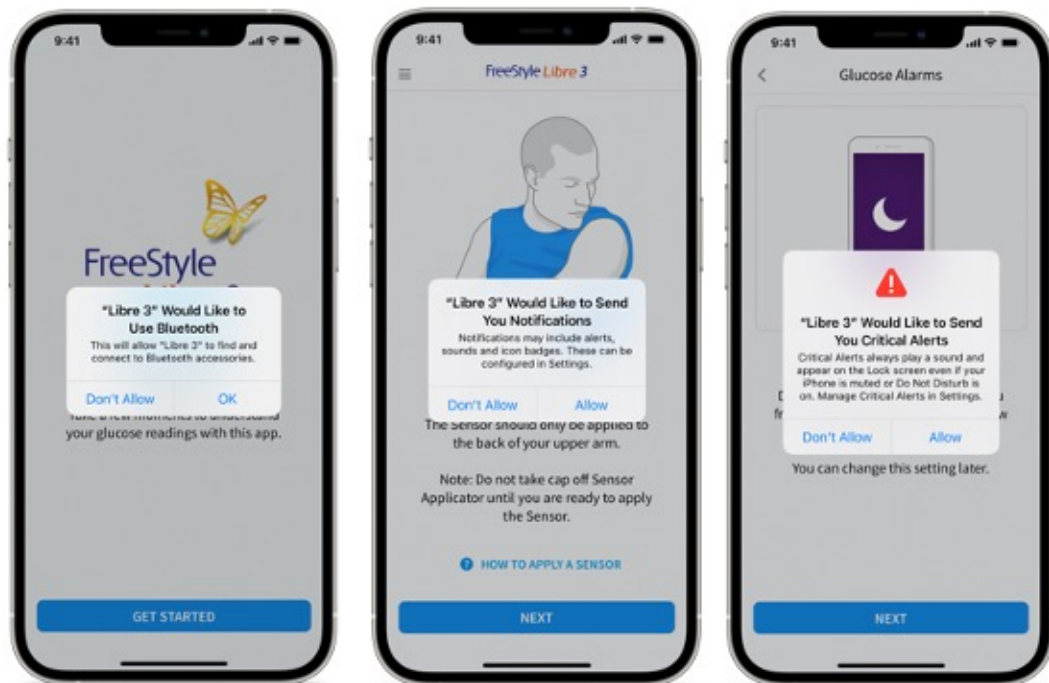 9:41
FreeStyle
"Libre 3" Would Like to
Use Bluetooth
This will allow "Libre 3" to find and
connect to Bluetooth accessories.
Don't Allow
OK
your glucose readings with this app.
GET STARTED
9:41
FreeStyle Libre 3
"Libre 3" Would Like to Send
You Notifications
Notifications may include alerts,
sounds and icon badges. These can be
configured in Settings.
Don't Allow
Allow
The Sensor should only be applied to
the back of your upper arm.
Note: Do not take cap off Sensor
Applicator until you are ready to apply
the Sensor.
? HOW TO APPLY A SENSOR
NEXT
9:41
Glucose Alarms
"Libre 3" Would Like to Send
You Critical Alerts
Critical Alerts always play a sound and
appear on the Lock screen even if your
iPhone is muted or Do Not Disturb is
on. Manage Critical Alerts in Settings.
Don't Allow
Allow
You can change this setting later.
NEXT